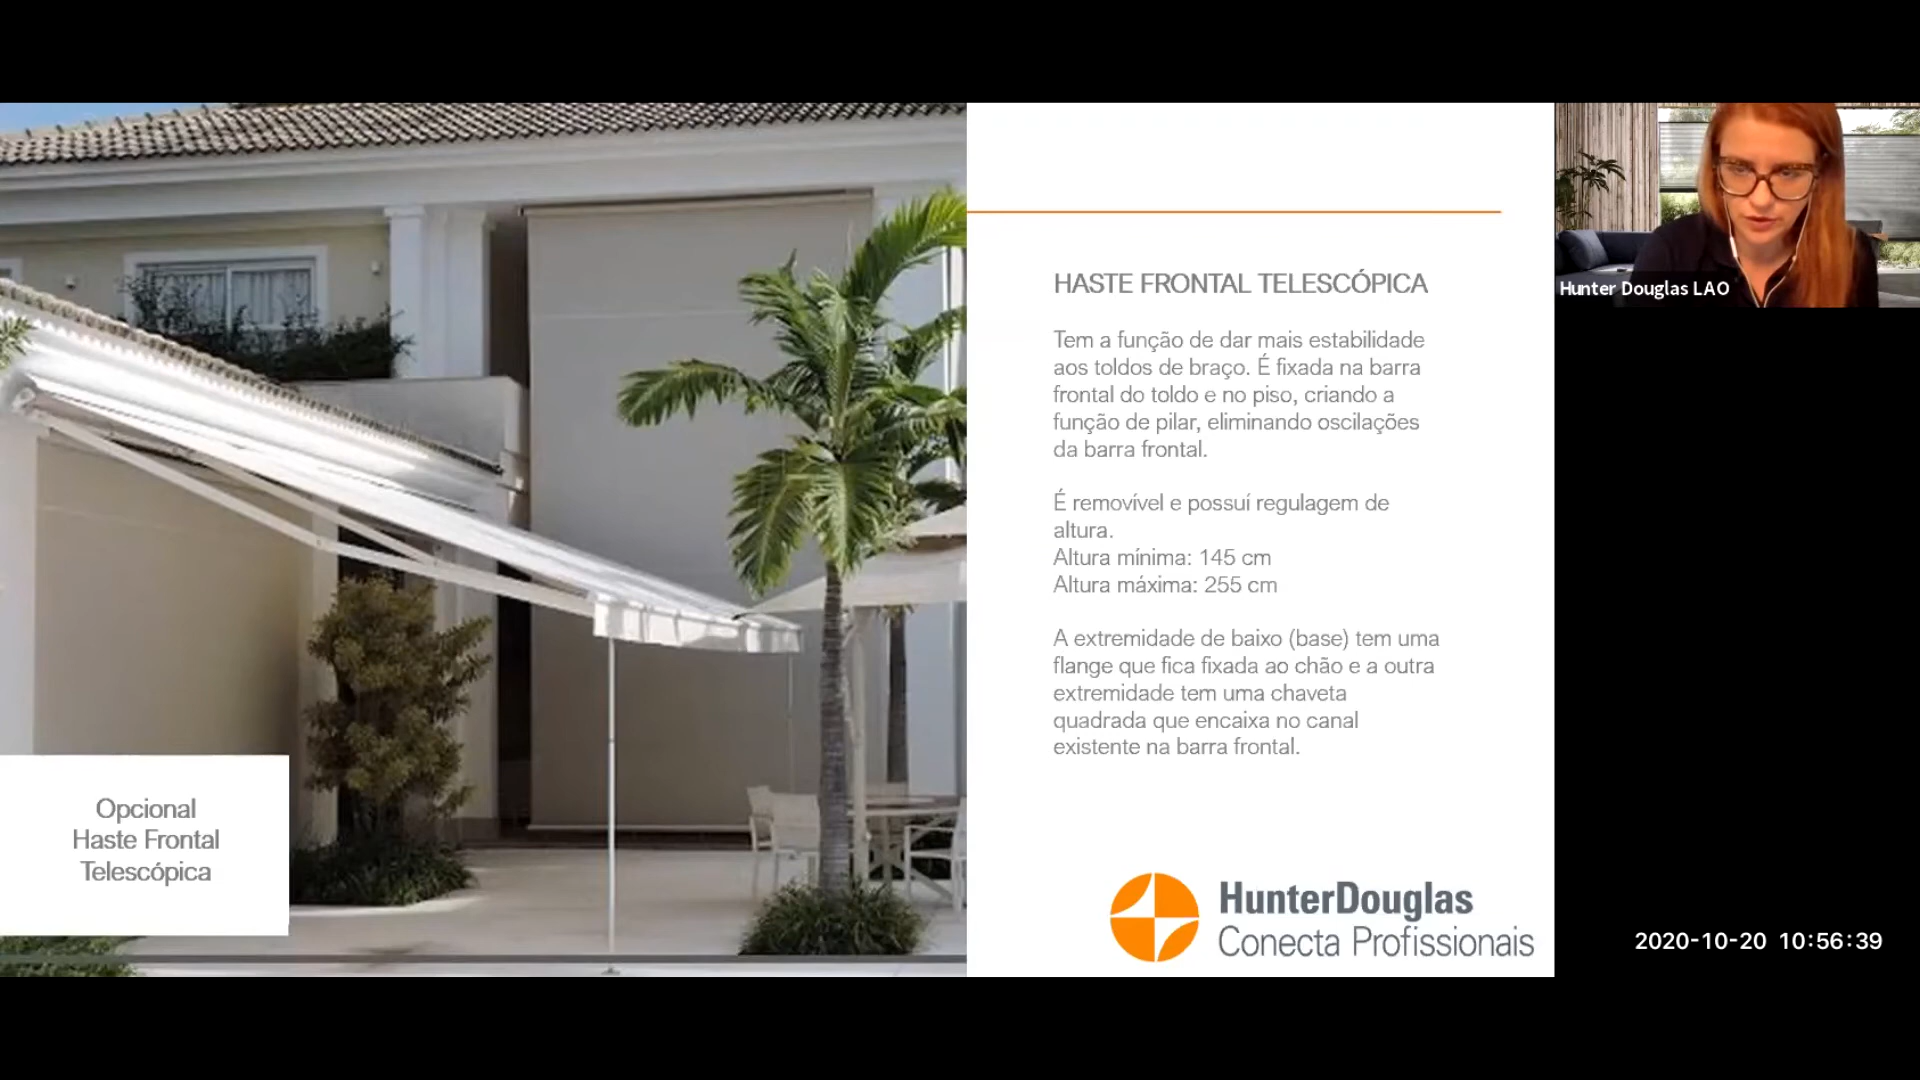 HASTE FRONTAL TELESCÓPICA
Tem a função de dar mais estabilidade
aos toldos de braço. É fixada na barra
frontal do toldo e no piso, criando a
função de pilar, eliminando oscilações
da barra frontal.
É removível e possuí regulagem de
altura.
Altura mínima: 145 cm
Altura máxima: 255 cm
A extremidade de baixo (base) tem uma
flange que fica fixada ao chão e a outra
extremidade tem uma chaveta
quadrada que encaixa no canal
existente na barra frontal.
Opcional
Haste Frontal
Telescópica
HunterDouglas
Conecta Profissionais
Hunter Douglas LAO
2020-10-20 10:56:39